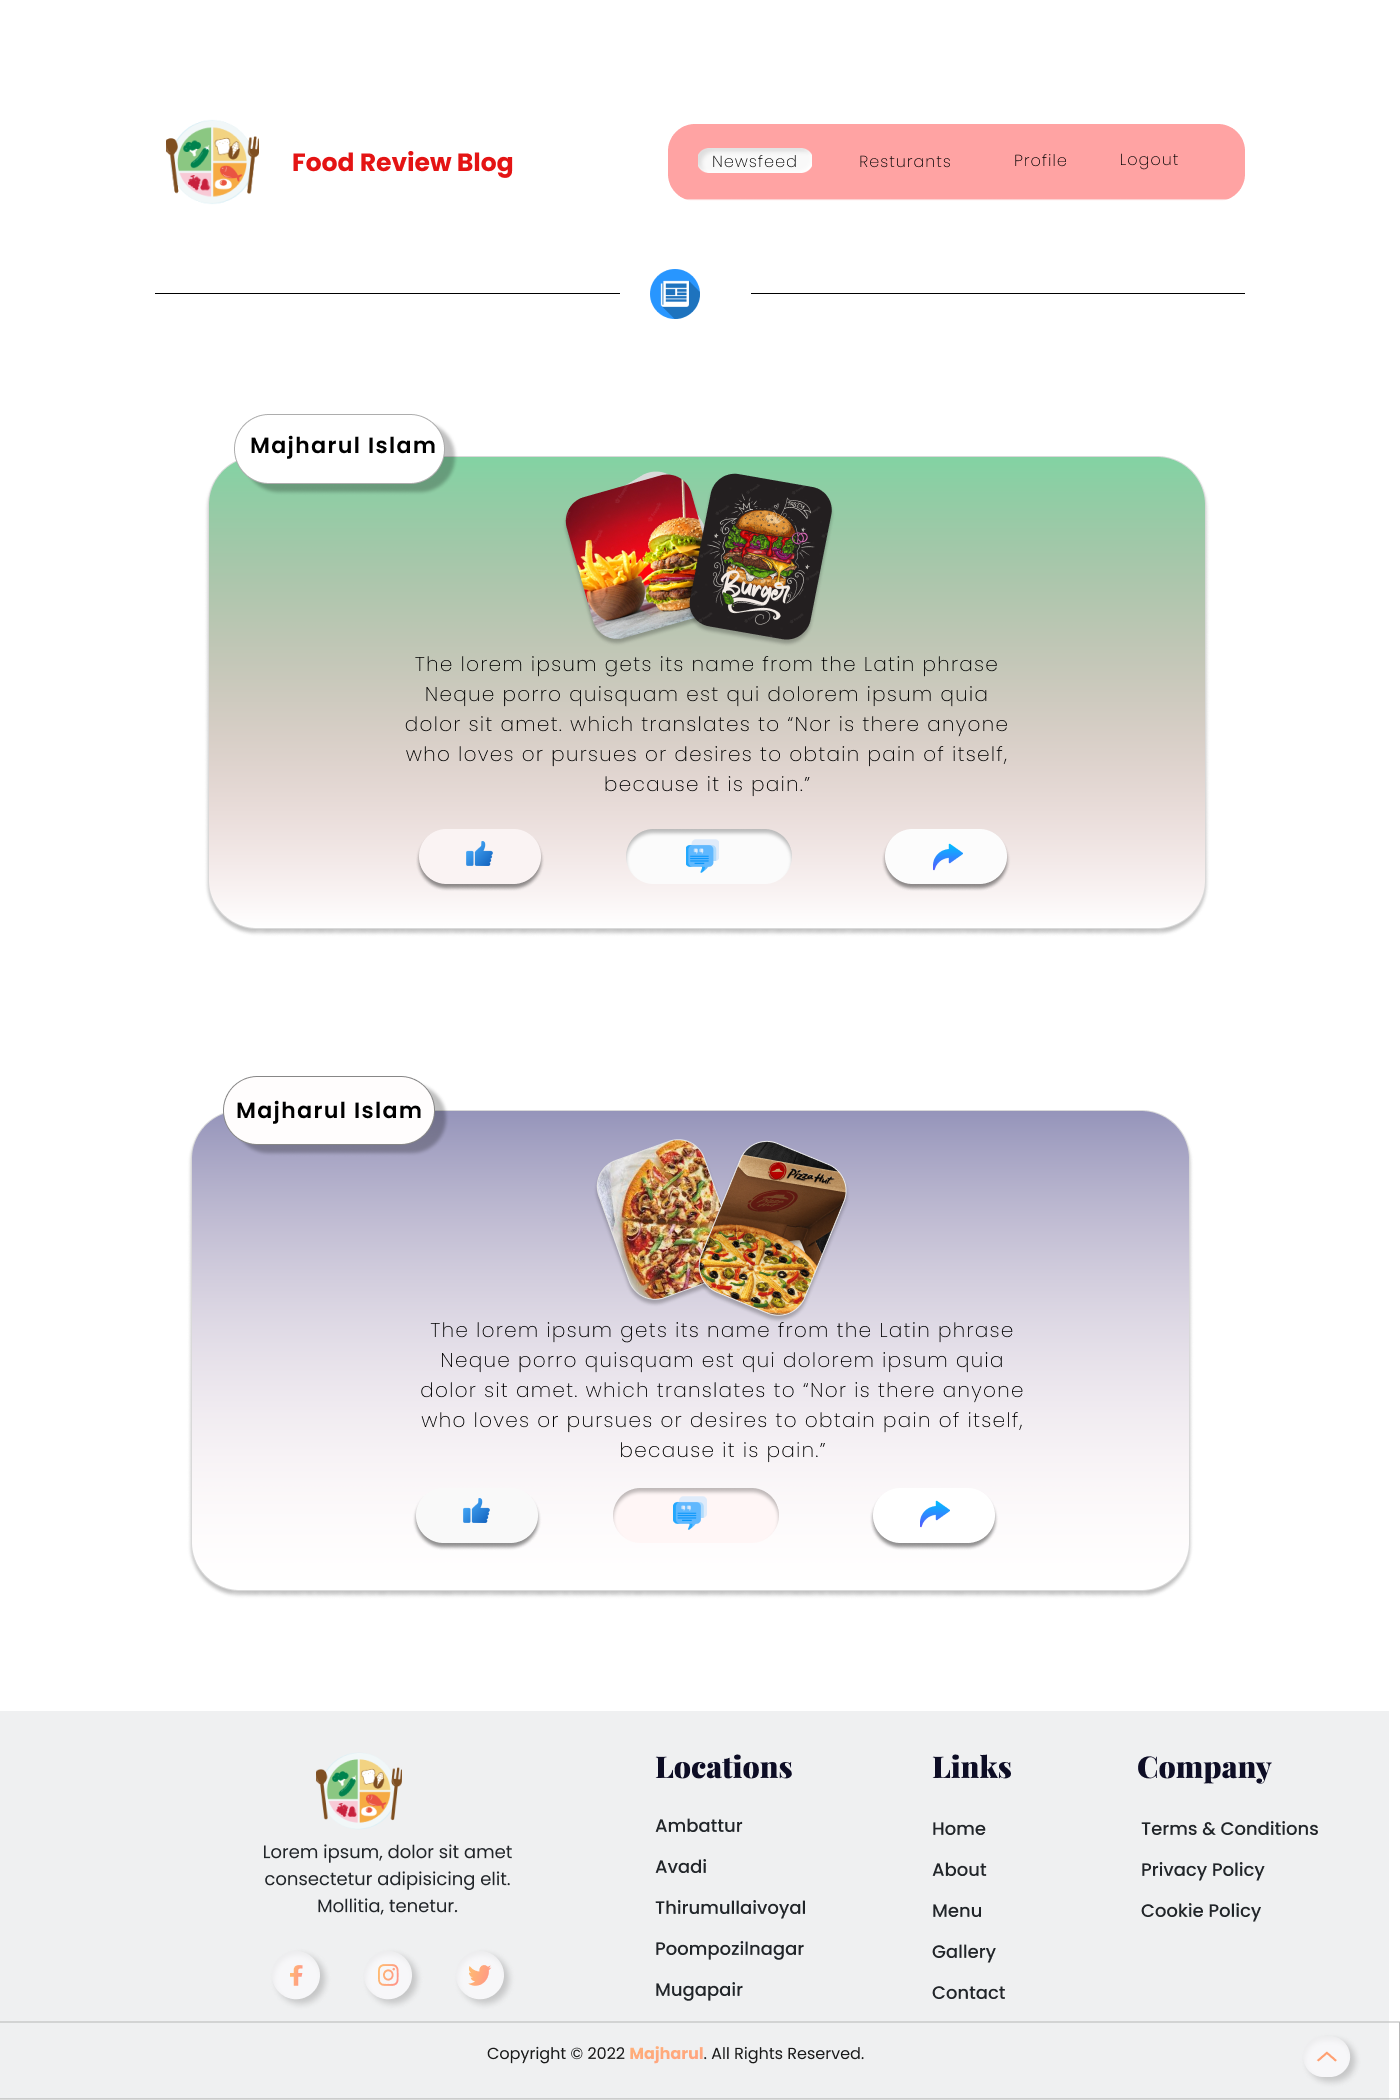 Food Review Blog
Newsfeed
Resturants
Profile
Logout
Majharul Islam
Burger
The lorem ipsum gets its name from the Latin phrase
Neque porro quisquam est qui dolorem ipsum quia
dolor sit amet. which translates to “Nor is there anyone
who loves or pursues or desires to obtain pain of itself,
because it is pain.”
Majharul Islam
Pizza Hut
The lorem ipsum gets its name from the Latin phrase
Neque porro quisquam est qui dolorem ipsum quia
dolor sit amet. which translates to “Nor is there anyone
who loves or pursues or desires to obtain pain of itself,
because it is pain.”
Lorem ipsum, dolor sit amet
consectetur adipisicing elit.
Mollitia, tenetur.
Locations
Ambattur
Avadi
Thirumullaivoyal
Poompozilnagar
Mugapair
Links
Home
About
Menu
Gallery
Contact
Company
Terms & Conditions
Privacy Policy
Cookie Policy
Copyright © 2022 Majharul. All Rights Reserved.